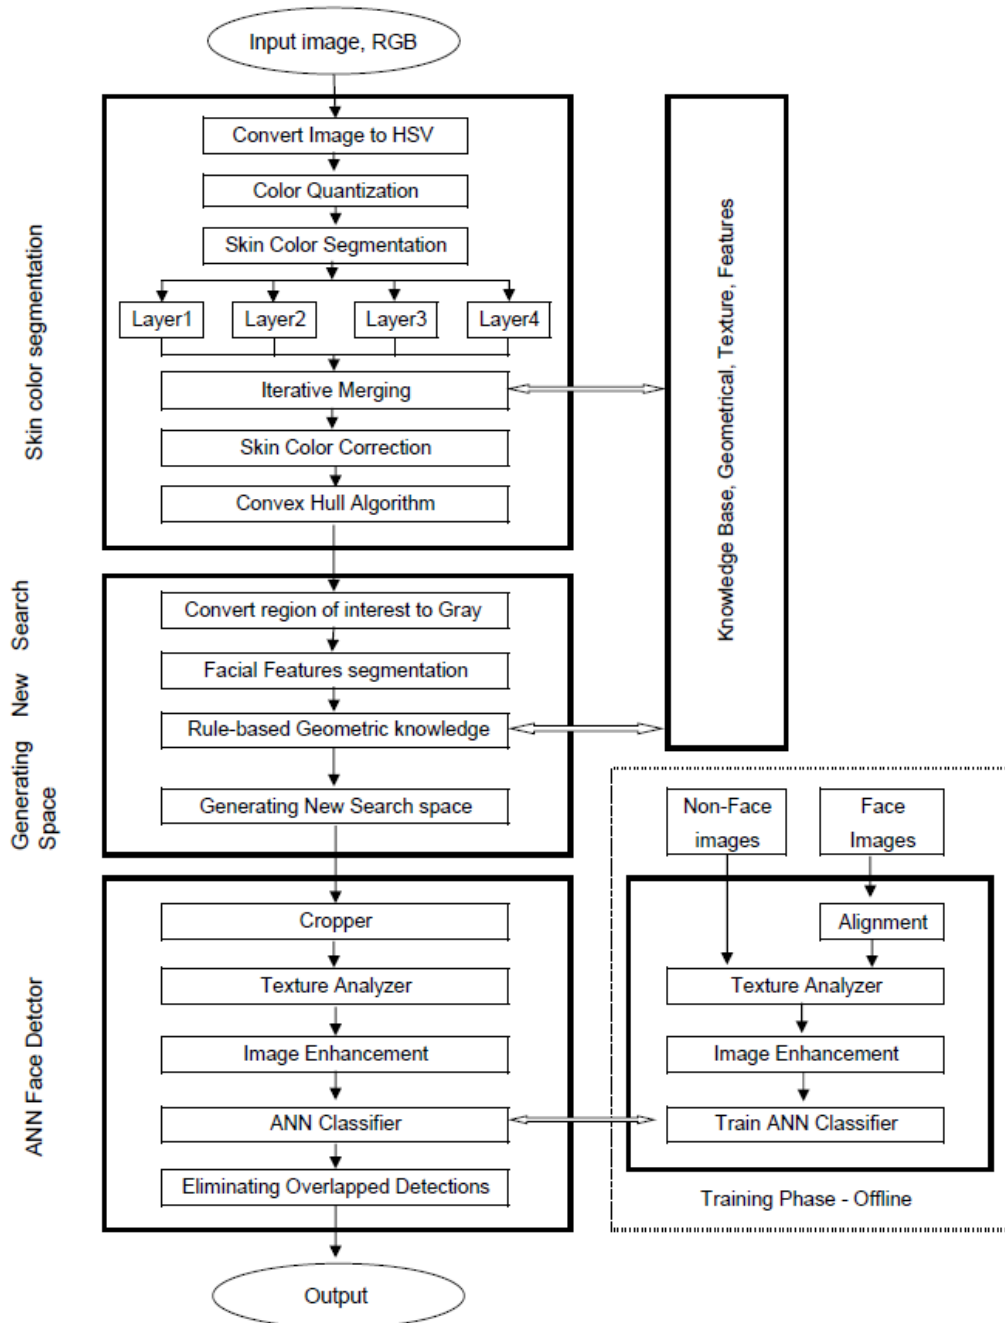 Input image, RGB
Skin color segmentation
Convert Image to HSV
Color Quantization
Skin Color Segmentation
Layer1
Layer2
Layer3
Layer4
Iterative Merging
Skin Color Correction
Convex Hull Algorithm
Knowledge Base, Geometrical, Texture, Features
Generating New Search
Space
Convert region of interest to Gray
Facial Features segmentation
Rule-based Geometric knowledge
Generating New Search space
ANN Face Detctor
Cropper
Texture Analyzer
Image Enhancement
ANN Classifier
Eliminating Overlapped Detections
Non-Face
images
Face
Images
Alignment
Texture Analyzer
Image Enhancement
Train ANN Classifier
Training Phase - Offline
Output